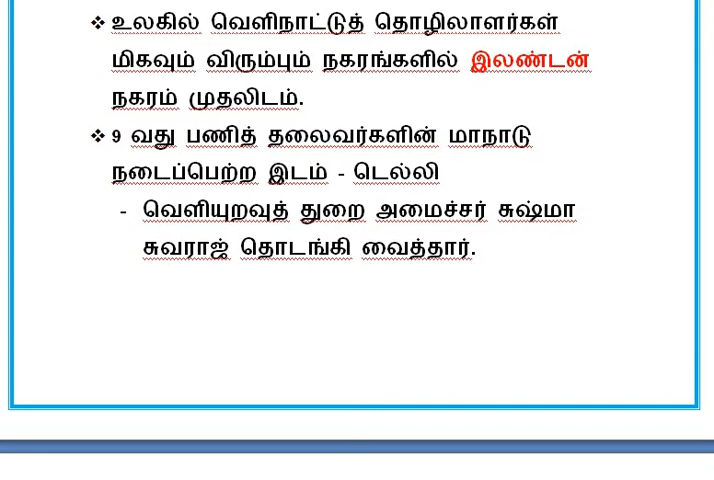 ❖ உலகில் வெளிநாட்டுத் தொழிலாளர்கள்
மிகவும் விரும்பும் நகரங்களில் இலண்டன்
நகரம் முதலிடம்.
❖ 9 வது பணித் தலைவர்களின் மாநாடு
நடைப்பெற்ற இடம் - டெல்லி
- வெளியுறவுத் துறை அமைச்சர் சுஷ்மா
சுவராஜ் தொடங்கி வைத்தார்.